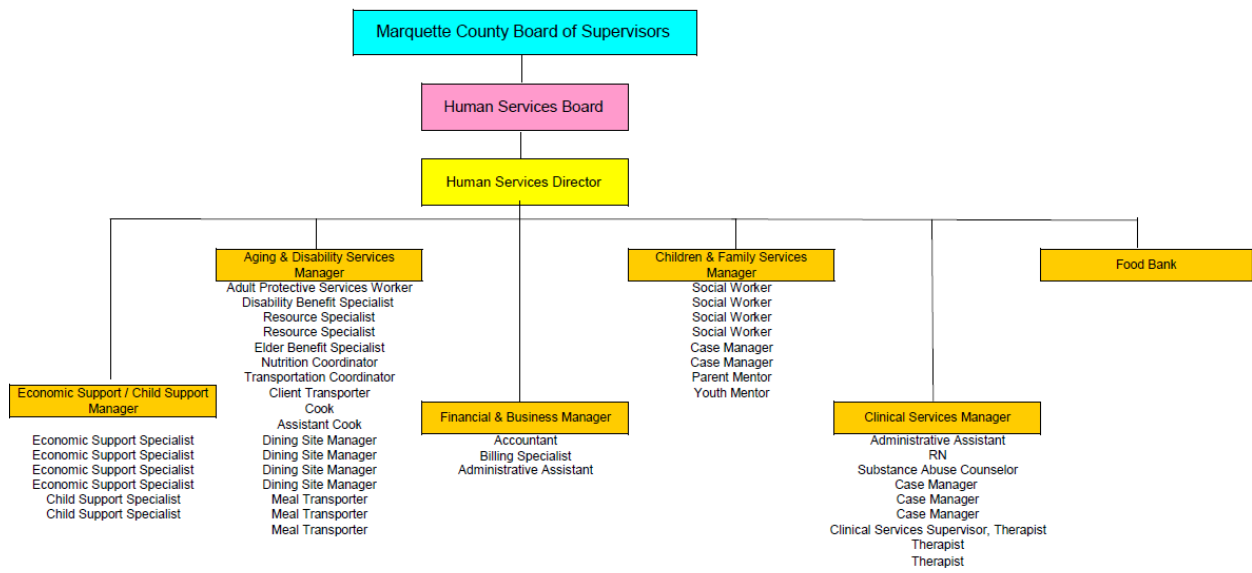 Marquette County Board of Supervisors
Human Services Board
Human Services Director
Economic Support / Child Support
Manager
Economic Support Specialist
Economic Support Specialist
Economic Support Specialist
Economic Support Specialist
Child Support Specialist
Child Support Specialist
Aging & Disability Services
Manager
Adult Protective Services Worker
Disability Benefit Specialist
Resource Specialist
Resource Specialist
Elder Benefit Specialist
Nutrition Coordinator
Transportation Coordinator
Client Transporter
Cook
Assistant Cook
Dining Site Manager
Dining Site Manager
Dining Site Manager
Dining Site Manager
Meal Transporter
Meal Transporter
Meal Transporter
Financial & Business Manager
Accountant
Billing Specialist
Administrative Assistant
Children & Family Services
Manager
Social Worker
Social Worker
Social Worker
Social Worker
Case Manager
Case Manager
Parent Mentor
Youth Mentor
Clinical Services Manager
Administrative Assistant
RN
Substance Abuse Counselor
Case Manager
Case Manager
Case Manager
Clinical Services Supervisor, Therapist
Therapist
Therapist
Food Bank